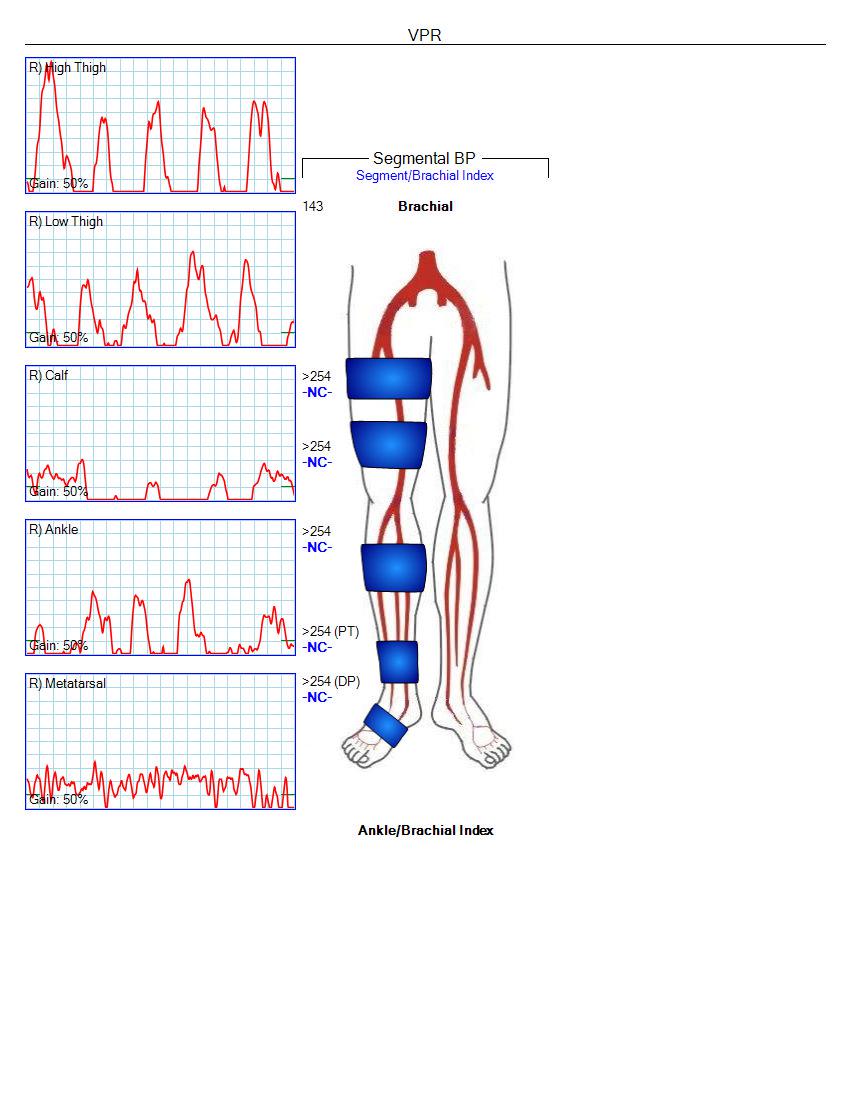 VPR
R) High Thigh
Gain: 50%
Segmental BP
Segment/Brachial Index
143 Brachial
R) Low Thigh
Gain: 50%
R) Calf
Gain: 50%
>254
-NC-
>254
-NC-
R) Ankle
Gain: 50%
>254
-NC-
>254 (PT)
-NC-
R) Metatarsal
Gain: 50%
>254 (DP)
-NC-
Ankle/Brachial Index